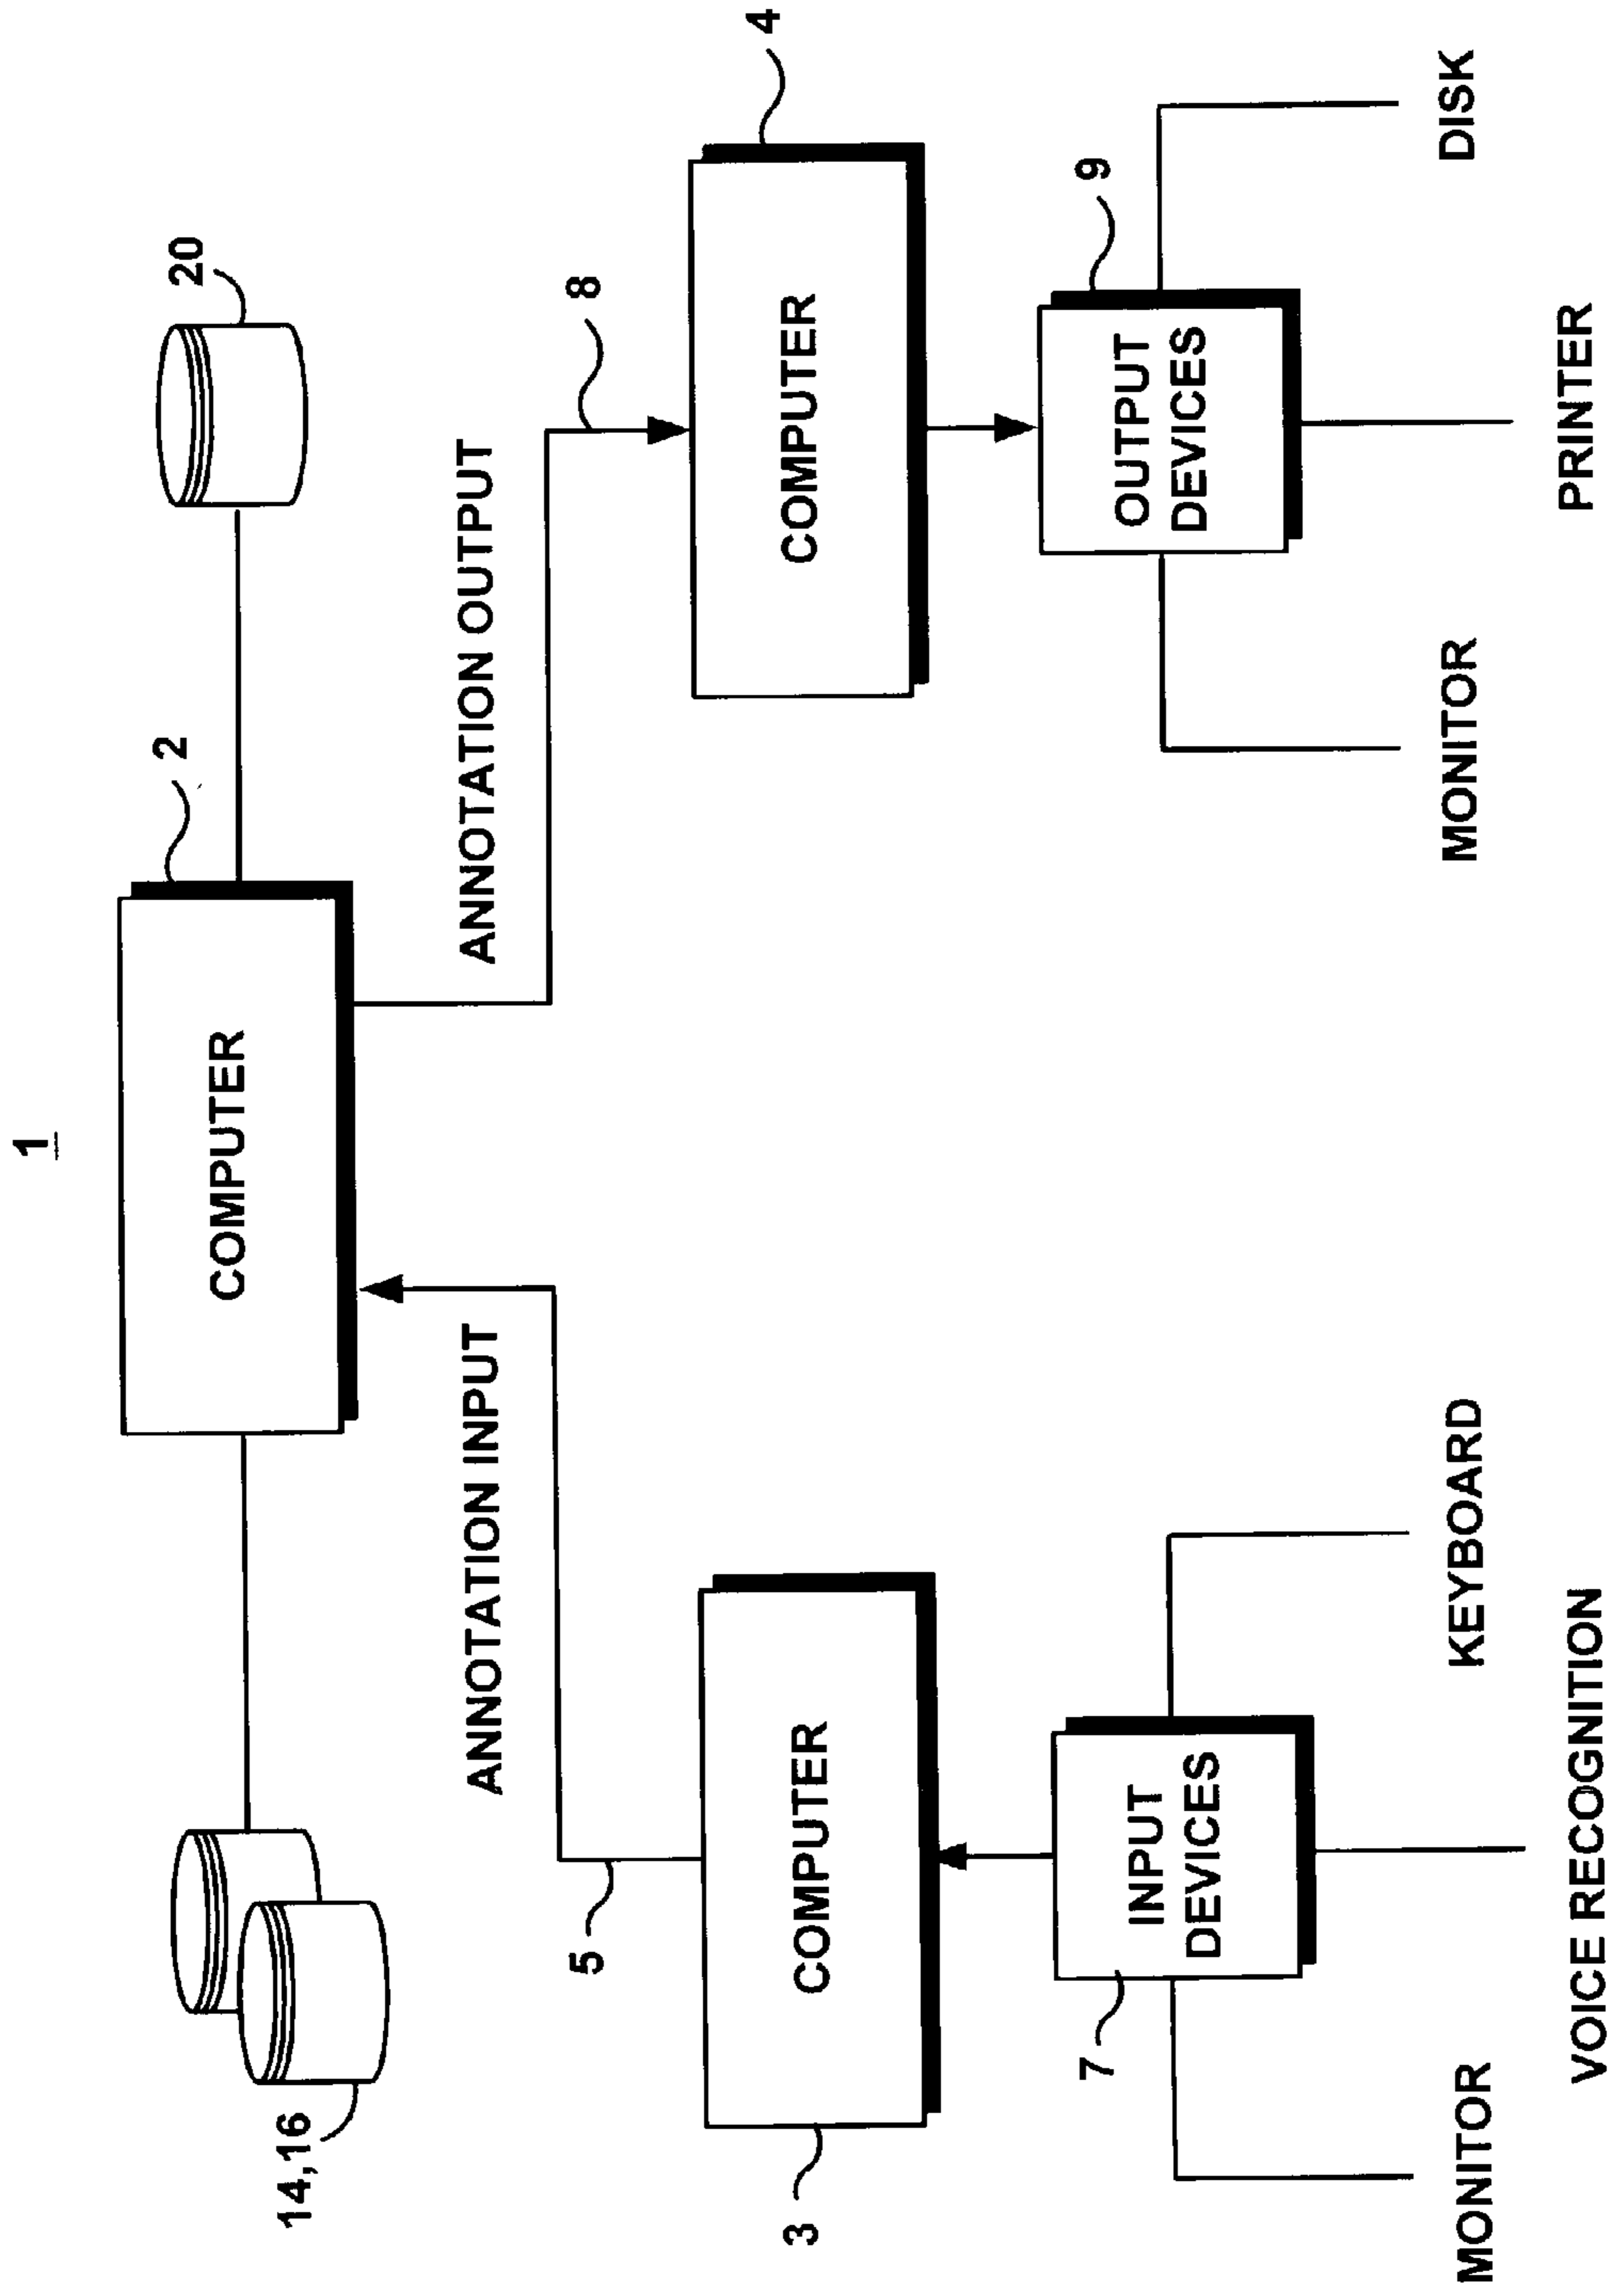 1
2
20
COMPUTER
14,16
ANNOTATION INPUT
ANNOTATION OUTPUT
5
8
3
COMPUTER
4
COMPUTER
7
INPUT
DEVICES
9
OUTPUT
DEVICES
MONITOR
KEYBOARD
MONITOR
DISK
VOICE RECOGNITION
PRINTER